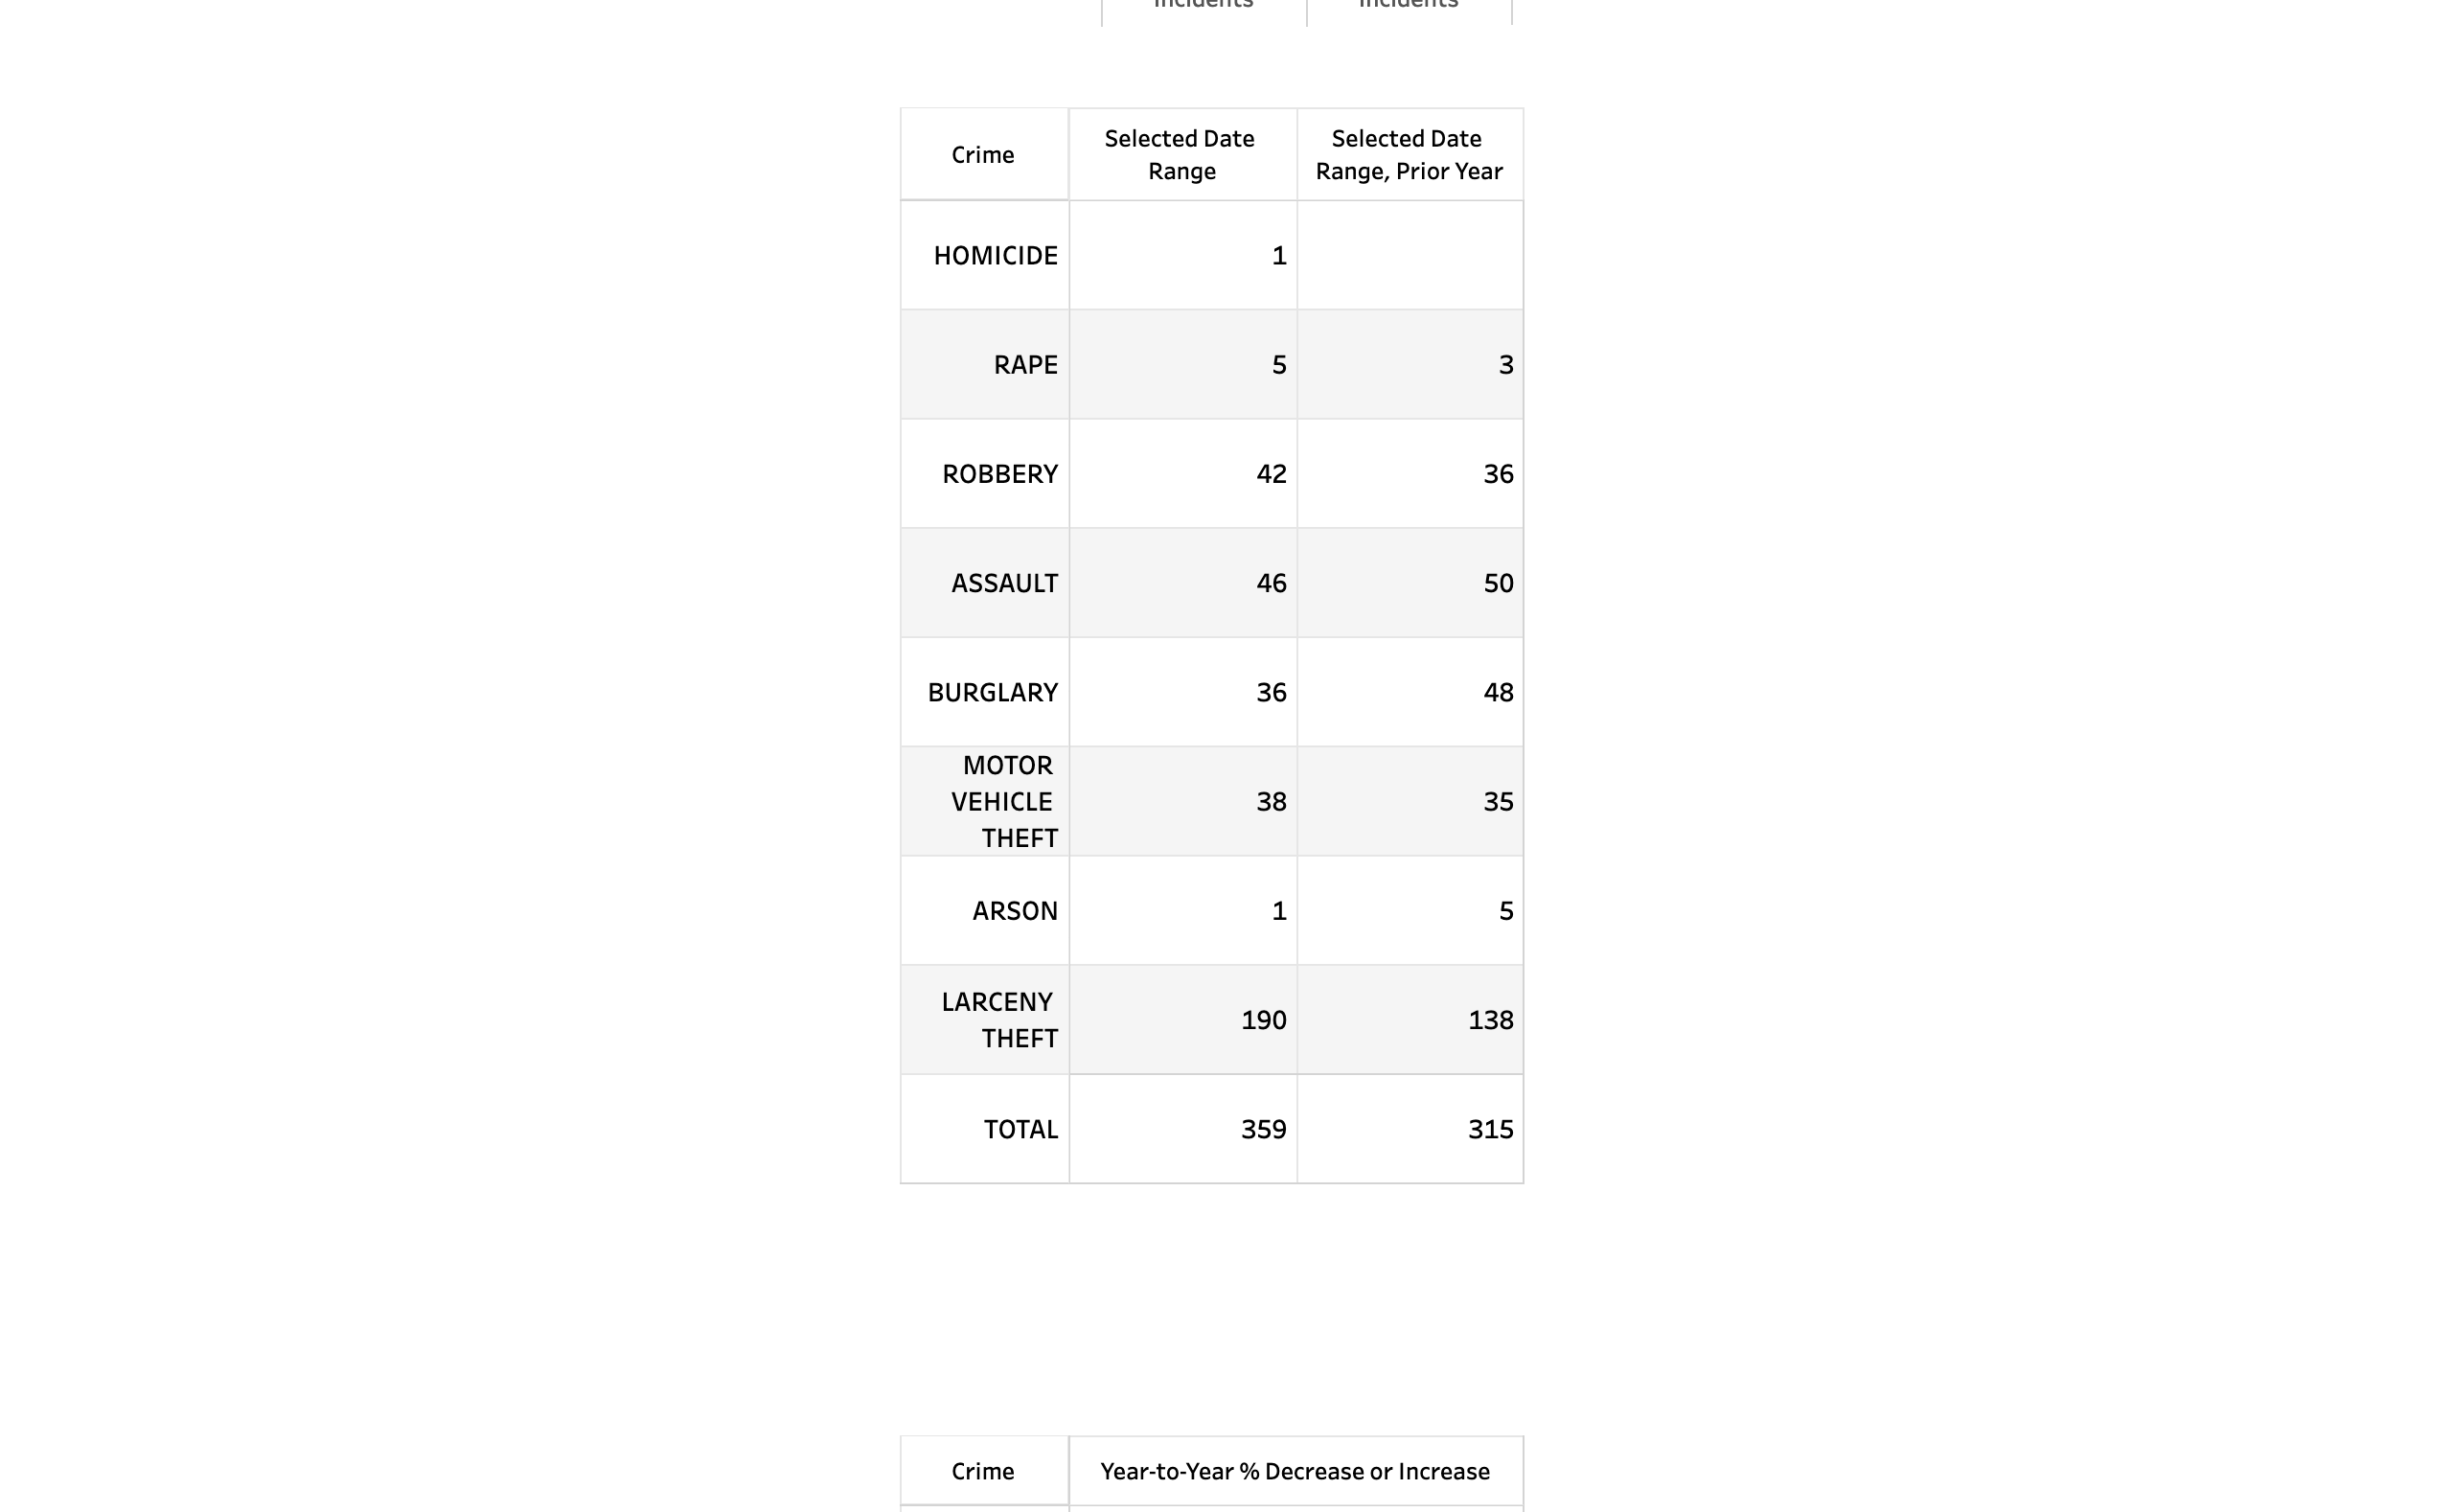 Incidents Incidents
Crime
Selected Date
Range
Selected Date
Range, Prior Year
HOMICIDE 1
RAPE 5 3
ROBBERY 42 36
ASSAULT 46 50
BURGLARY 36 48
MOTOR
VEHICLE
THEFT
38 35
ARSON 1 5
LARCENY
THEFT
190 138
TOTAL 359 315
Crime Year-to-Year % Decrease or Increase